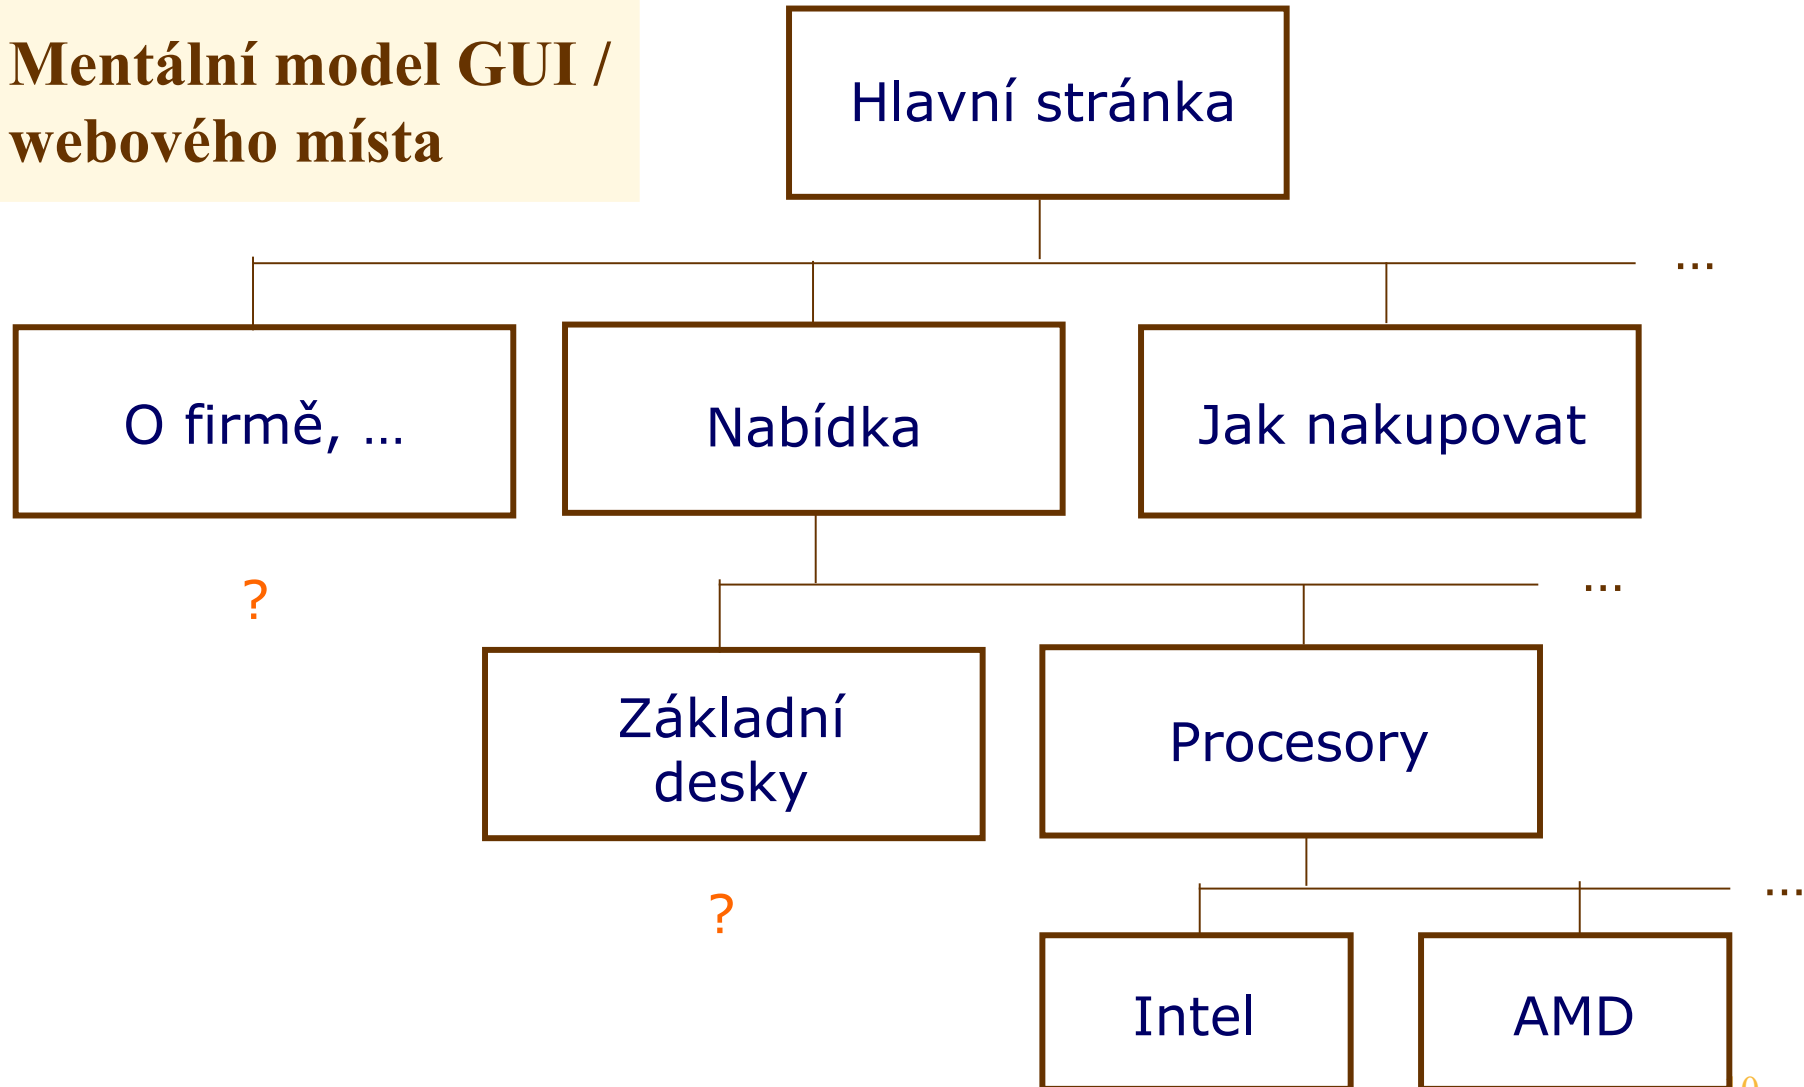 Mentální model GUI /
webového místa
Hlavní stránka
...
O firmě, ...
Nabídka
Jak nakupovat
?
...
Základní
desky
Procesory
?
...
Intel
AMD